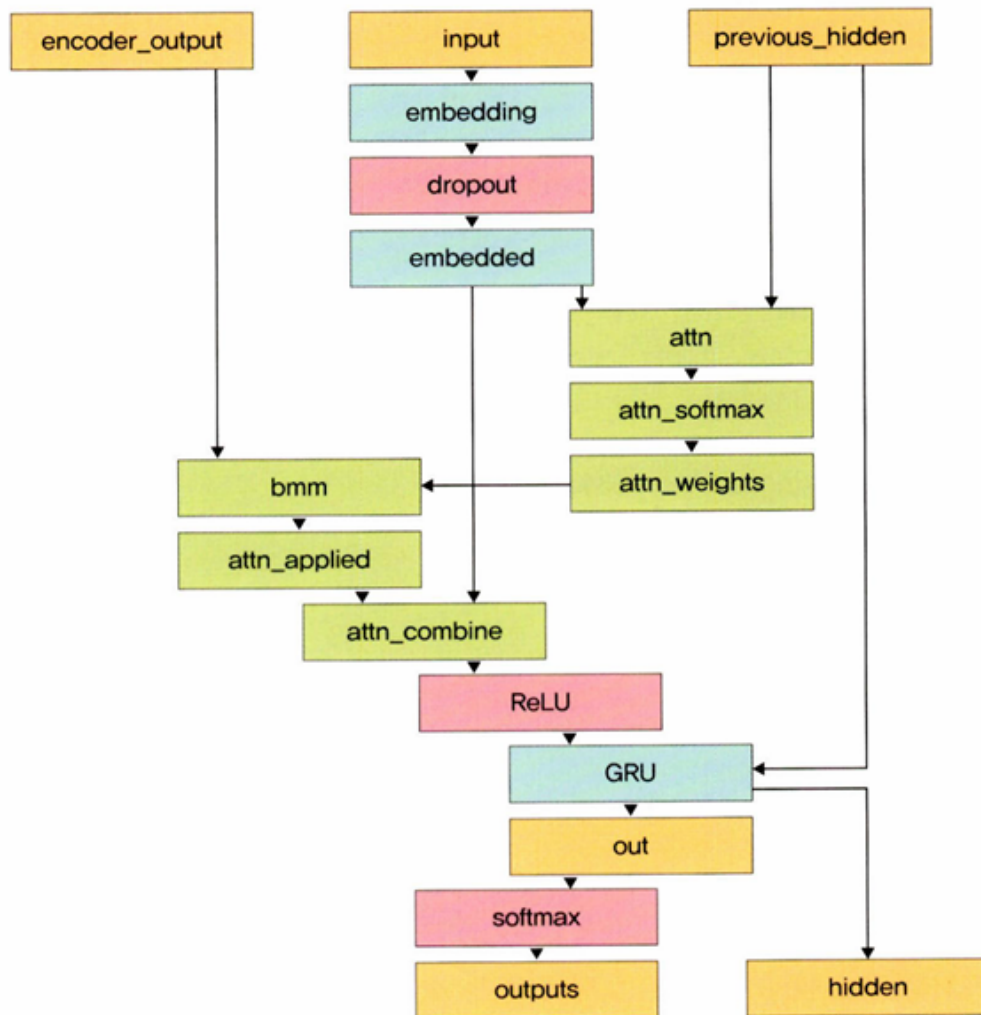 encoder_output
input
previous_hidden
embedding
dropout
embedded
attn
attn_softmax
bmm
attn_weights
attn_applied
attn_combine
ReLU
GRU
out
softmax
outputs
hidden